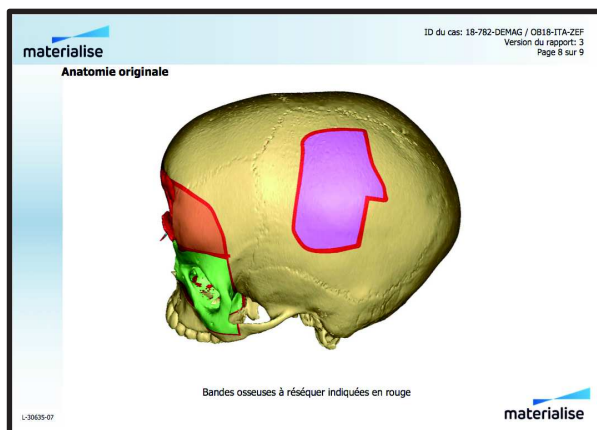 materialise
ID du cas: 18-782-DEMAG / OB18-ITA-ZEF
Version du rapport: 3
Page 8 sur 9
Anatomie originale
Bandes osseuses à réséquer indiquées en rouge
L-30635-07
materialise